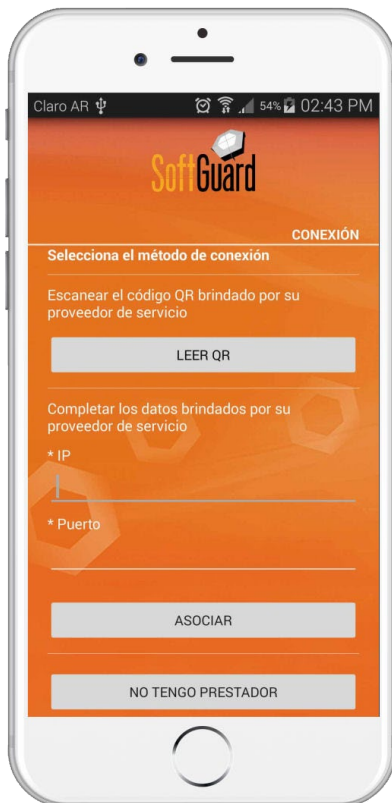 Claro AR 54% 02:43 PM
SoftGuard
CONEXIÓN
Selecciona el método de conexión
Escanear el código QR brindado por su
proveedor de servicio
LEER QR
Completar los datos brindados por su
proveedor de servicio
* IP
* Puerto
ASOCIAR
NO TENGO PRESTADOR